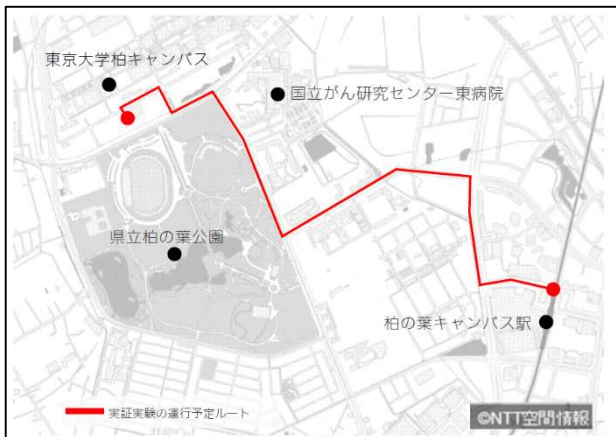 東京大学柏キャンパス
国立がん研究センター東病院
県立柏の葉公園
柏の葉キャンパス駅
実証実験の運行予定ルート
©NTT空間情報